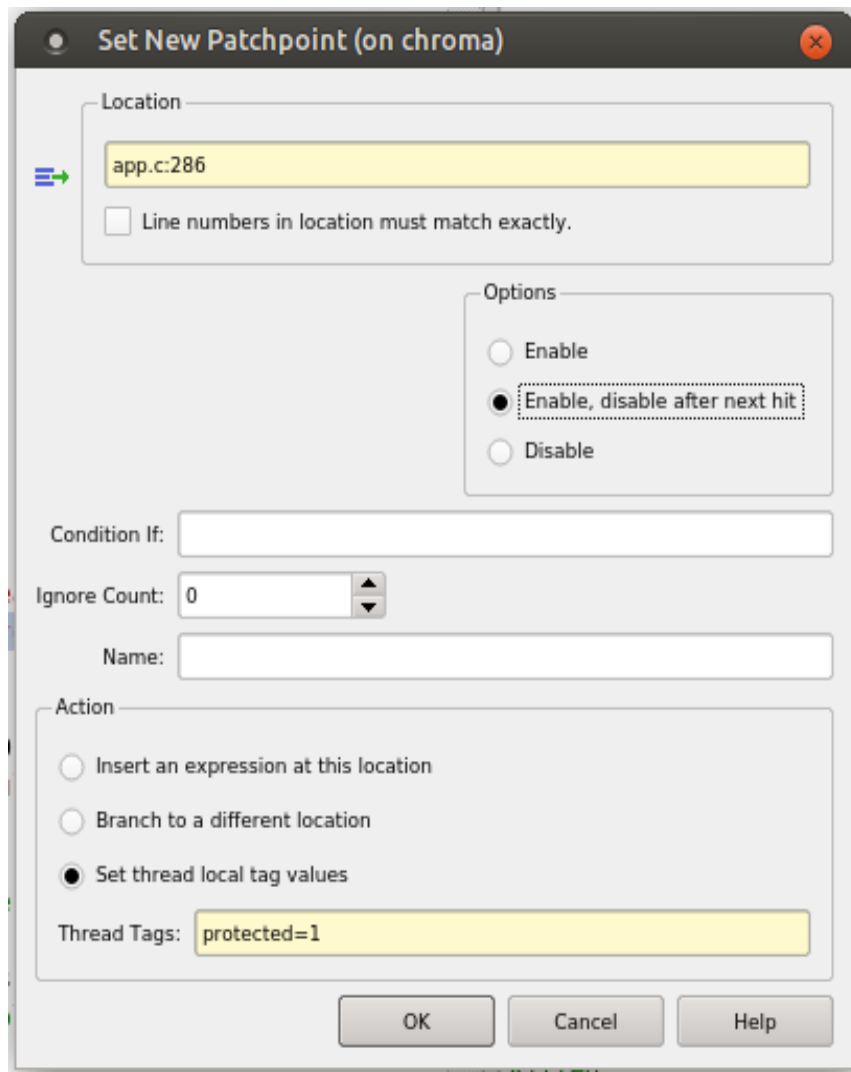 Set New Patchpoint (on chroma)
Location
app.c:286
Line numbers in location must match exactly.
Options
Enable
Enable, disable after next hit
Disable
Condition If:
Ignore Count: 0
Name:
Action
Insert an expression at this location
Branch to a different location
Set thread local tag values
Thread Tags: protected=1
OK Cancel Help